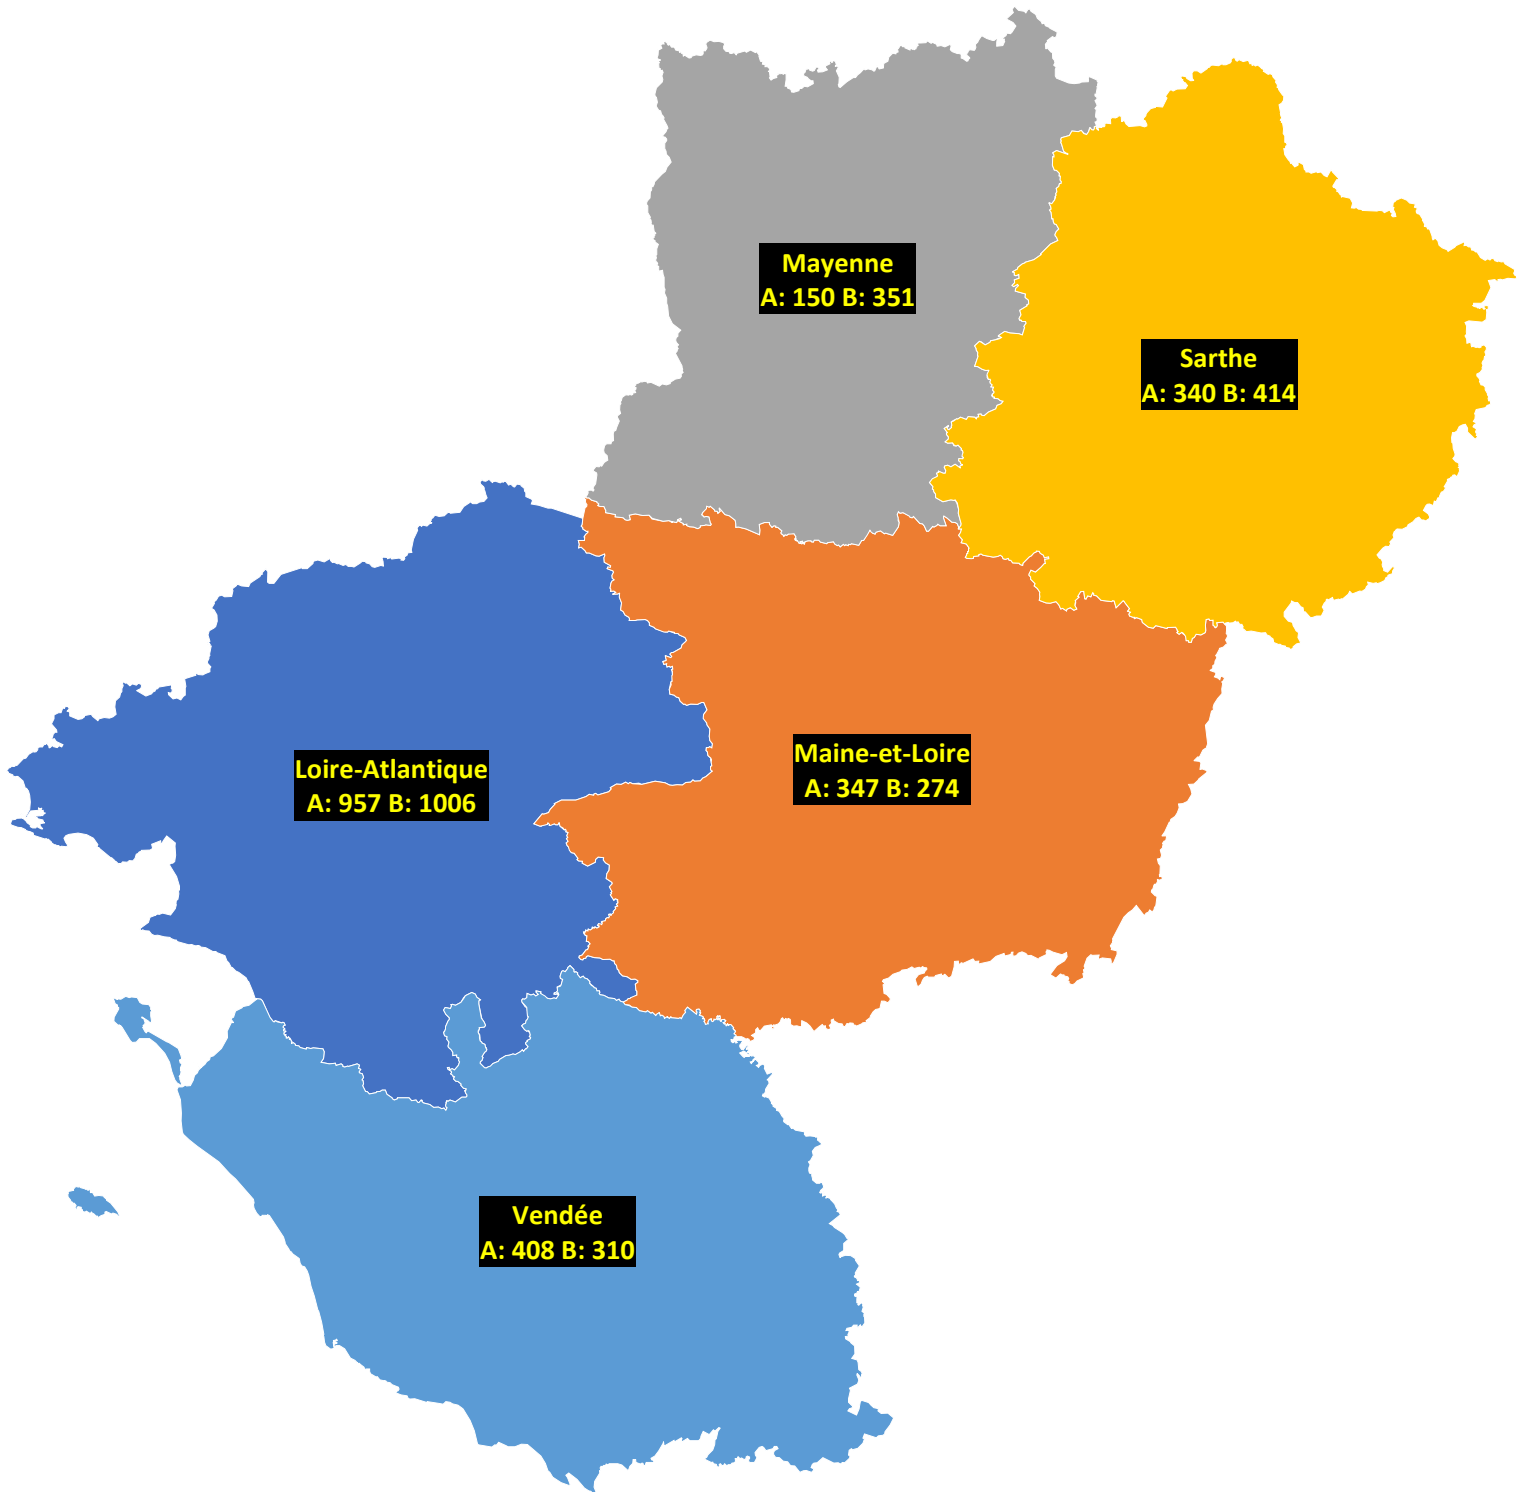 Mayenne
A: 150 B: 351
Sarthe
A: 340 B: 414
Loire-Atlantique
A: 957 B: 1006
Maine-et-Loire
A: 347 B: 274
Vendée
A: 408 B: 310